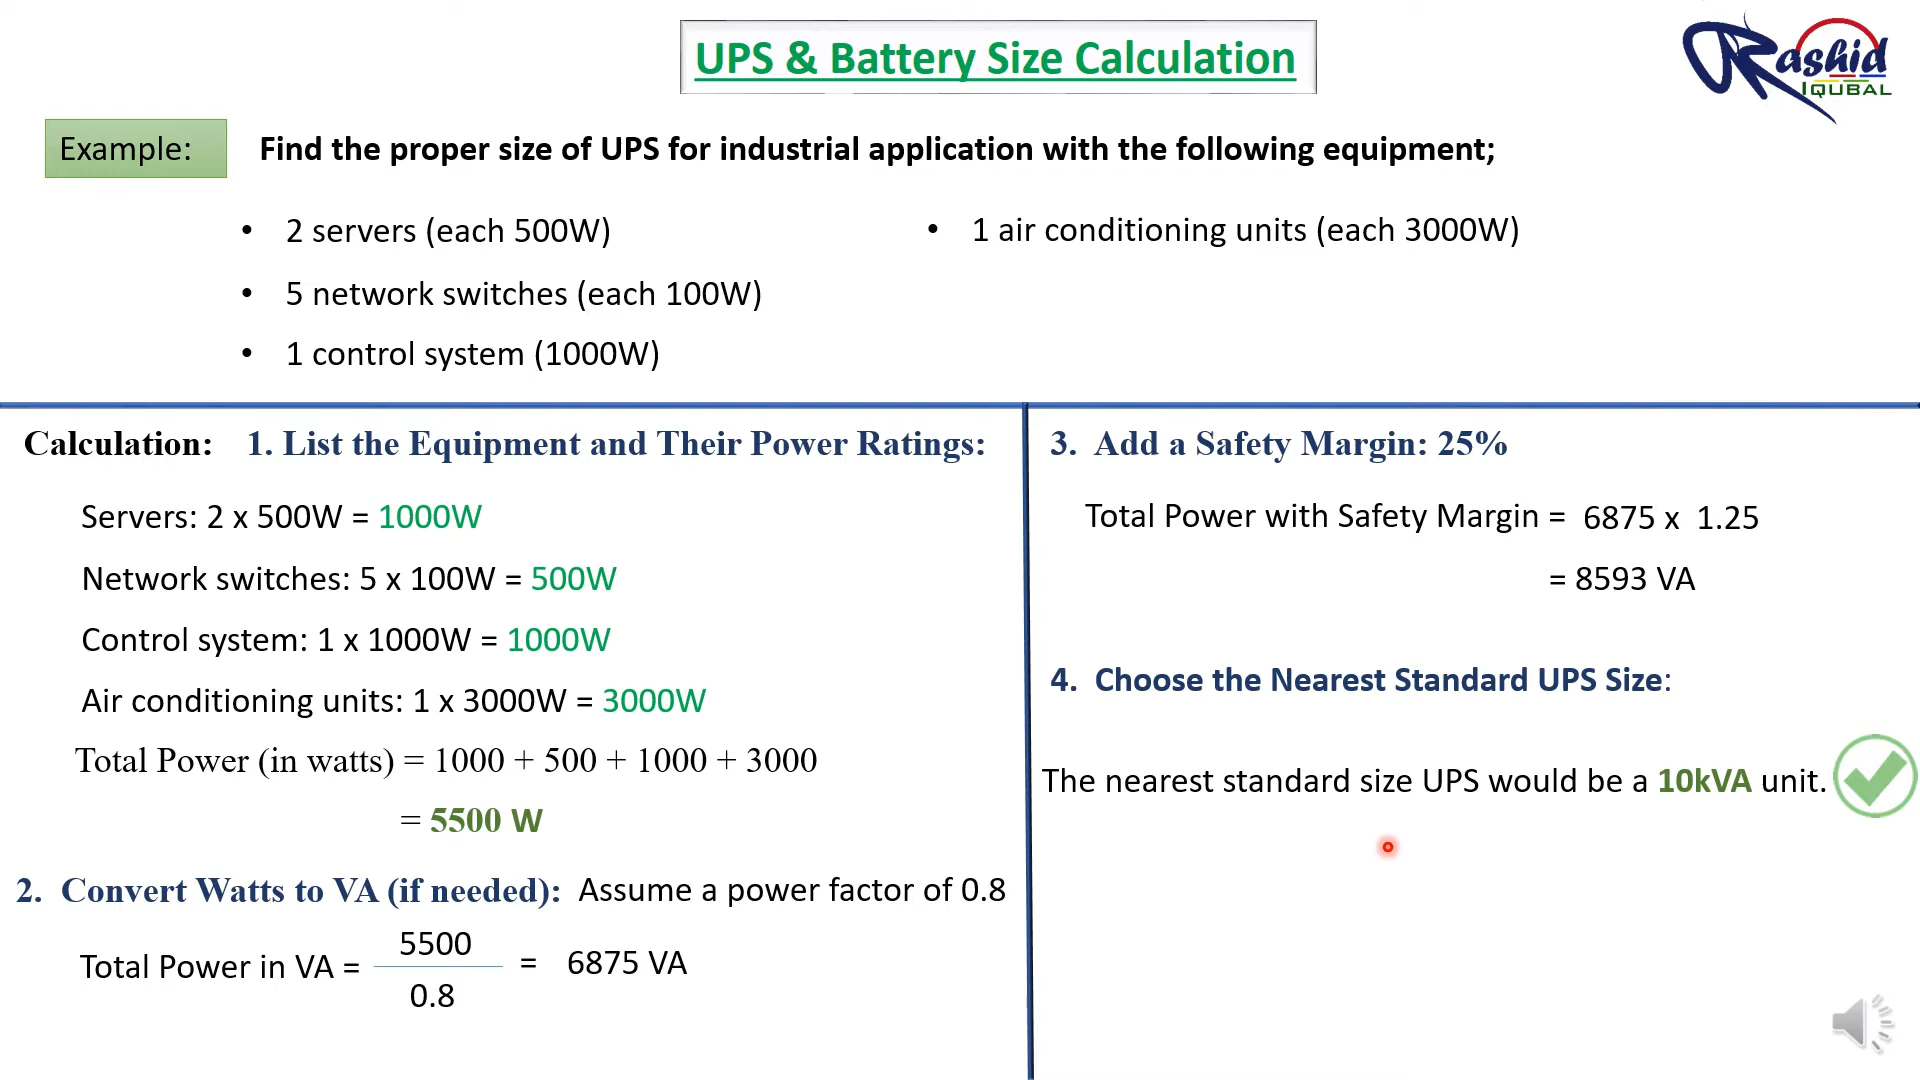 UPS & Battery Size Calculation
Rashid
IQUBAL
Example: Find the proper size of UPS for industrial application with the following equipment;
• 2 servers (each 500W)
• 5 network switches (each 100W)
• 1 control system (1000W)
• 1 air conditioning units (each 3000W)
Calculation: 1. List the Equipment and Their Power Ratings:
Servers: 2 x 500W = 1000W
Network switches: 5 x 100W = 500W
Control system: 1 x 1000W = 1000W
Air conditioning units: 1 x 3000W = 3000W
Total Power (in watts) = 1000 + 500 + 1000 + 3000
= 5500 W
2. Convert Watts to VA (if needed): Assume a power factor of 0.8
Total Power in VA = 5500 / 0.8 = 6875 VA
3. Add a Safety Margin: 25%
Total Power with Safety Margin = 6875 x 1.25
= 8593 VA
4. Choose the Nearest Standard UPS Size:
The nearest standard size UPS would be a 10kVA unit.